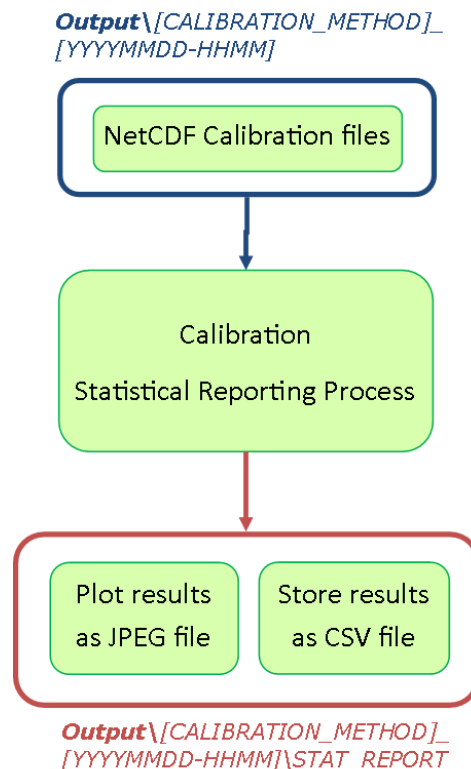 Output\[CALIBRATION_METHOD]_
[YYYYMMDD-HHMM]
NetCDF Calibration files
Calibration
Statistical Reporting Process
Plot results
as JPEG file
Store results
as CSV file
Output\[CALIBRATION_METHOD]_
[YYYYMMDD-HHMM]\STAT_REPORT